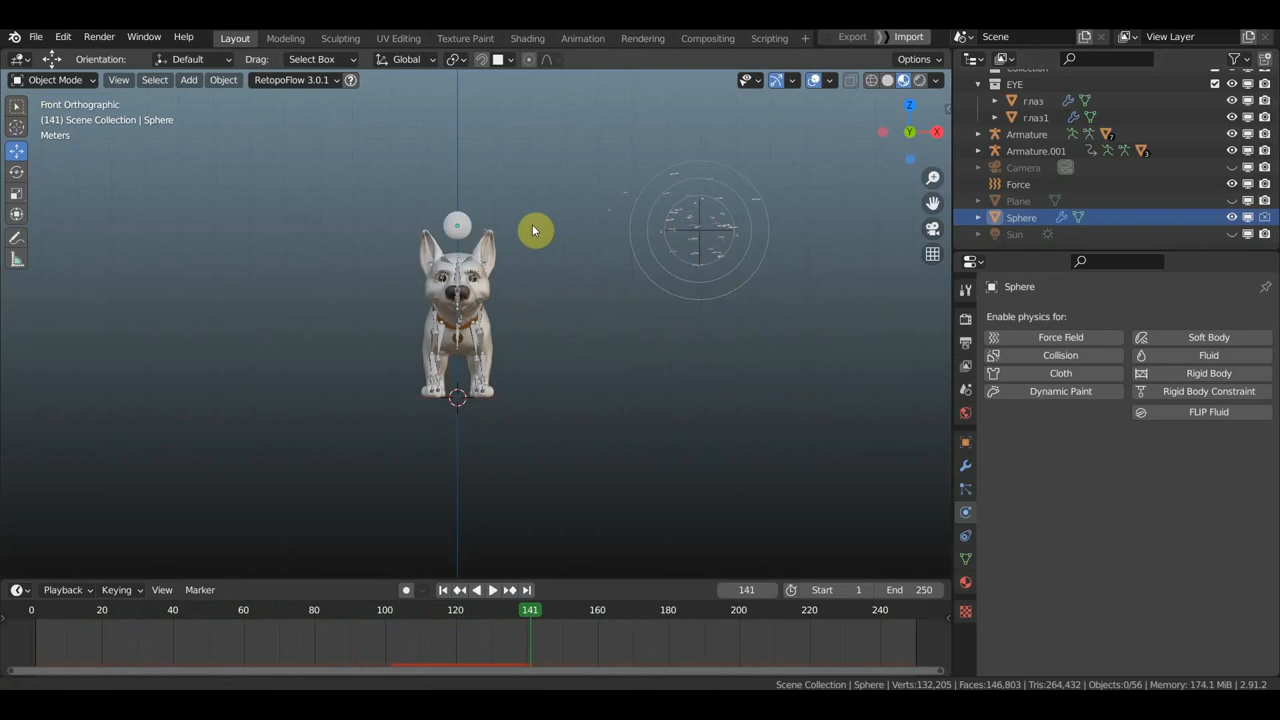 File Edit Render Window Help Layout Modeling Sculpting UV Editing Texture Paint Shading Animation Rendering Compositing Scripting + Export Import Scene View Layer
Orientation: Default Drag: Select Box Global Options
Object Mode View Select Add Object RetopoFlow 3.0.1
Front Orthographic
(141) Scene Collection | Sphere
Meters
Z
Y
X
EYE
глаз
глаз1
Armature 7
Armature.001 3
Camera
Force
Plane
Sphere
Sun
Sphere
Enable physics for:
Force Field Soft Body
Collision Fluid
Cloth Rigid Body
Dynamic Paint Rigid Body Constraint
FLIP Fluid
Playback Keying View Marker 141 Start 1 End 250
0 20 40 60 80 100 120 141 160 180 200 220 240
Scene Collection | Sphere | Verts:132,205 | Faces:146,803 | Tris:264,432 | Objects:0/56 | Memory: 174.1 MiB | 2.91.2